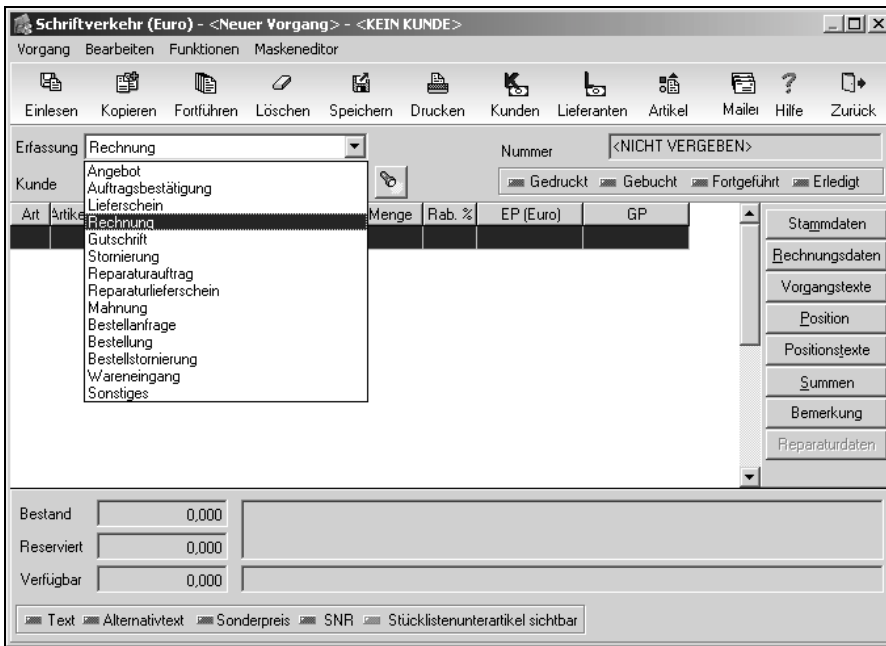 Schriftverkehr (Euro) - <Neuer Vorgang> - <KEIN KUNDE>
Vorgang Bearbeiten Funktionen Maskeneditor
Einlesen Kopieren Fortführen Löschen Speichern Drucken Kunden Lieferanten Artikel Mailer Hilfe Zurück
Erfassung Rechnung Nummer <NICHT VERGEBEN>
Kunde Gedruckt Gebucht Fortgeführt Erledigt
Angebot
Auftragsbestätigung
Lieferschein
Rechnung
Gutschrift
Stornierung
Reparaturauftrag
Reparaturlieferschein
Mahnung
Bestellanfrage
Bestellung
Bestellstornierung
Wareneingang
Sonstiges
Art Artike Menge Rab. % EP (Euro) GP
Stammdaten
Rechnungsdaten
Vorgangstexte
Position
Positionstexte
Summen
Bemerkung
Reparaturdaten
Bestand 0,000
Reserviert 0,000
Verfügbar 0,000
Text Alternativtext Sonderpreis SNR Stücklistenunterartikel sichtbar